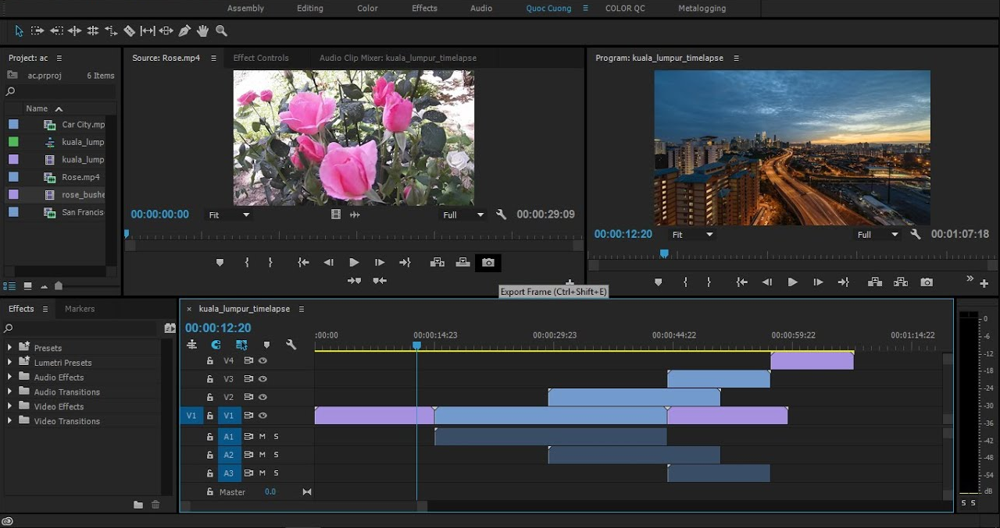 Assembly Editing Color Effects Audio Quoc Cuong COLOR QC Metalogging
Project: ac
ac.prproj 6 Items
Name
Car City.mp
kuala_lump
kuala_lump
Rose.mp4
rose_bushe
San Francis
Source: Rose.mp4 Effect Controls Audio Clip Mixer: kuala_lumpur_timelapse
00:00:00:00 Fit Full 00:00:29:09
Export Frame (Ctrl+Shift+E)
Program: kuala_lumpur_timelapse
00:00:12:20 Fit Full 00:01:07:18
Effects Markers
Presets
Lumetri Presets
Audio Effects
Audio Transitions
Video Effects
Video Transitions
× kuala_lumpur_timelapse
00:00:12:20
:00:00 00:00:14:23 00:00:29:23 00:00:44:22 00:00:59:22 00:01:14:22
V4
V3
V2
V1 V1
A1 M S
A2 M S
A3 M S
Master 0.0
0
-6
-12
-18
-24
-30
-36
-42
-48
-54
dB
S S